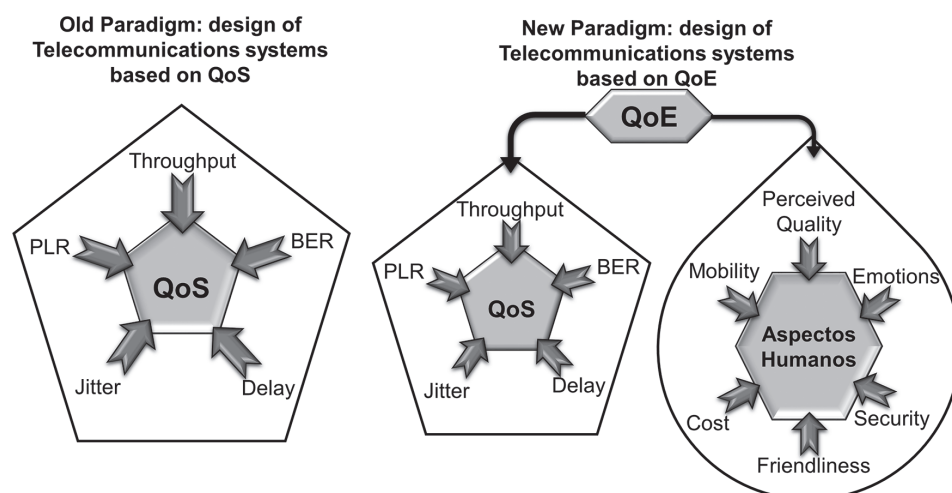 Old Paradigm: design of
Telecommunications systems
based on QoS
Throughput
PLR
BER
QoS
Jitter
Delay
New Paradigm: design of
Telecommunications systems
based on QoE
QoE
Throughput
PLR
BER
QoS
Jitter
Delay
Perceived
Quality
Mobility
Emotions
Aspectos
Humanos
Cost
Security
Friendliness